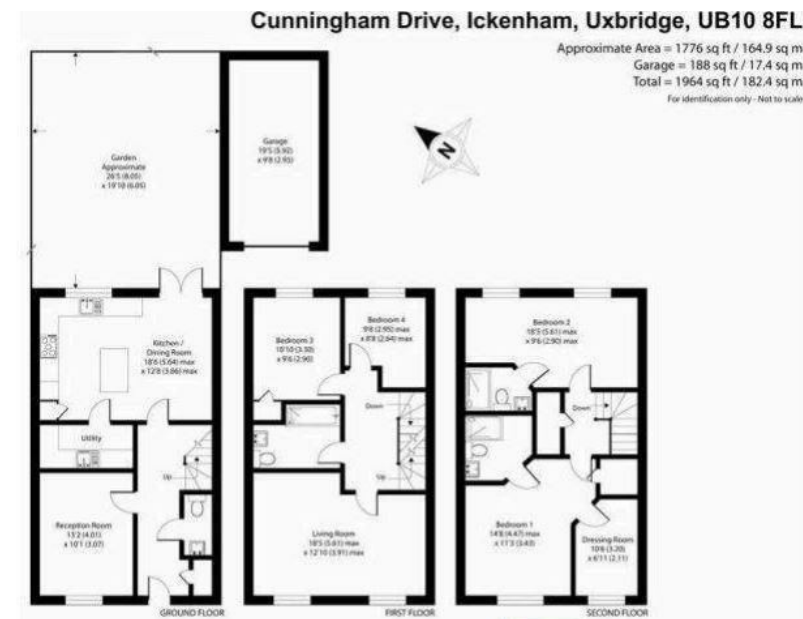 Cunningham Drive, Ickenham, Uxbridge, UB10 8FL
Approximate Area = 1776 sq ft / 164.9 sq m
Garage = 188 sq ft / 17.4 sq m
Total = 1964 sq ft / 182.4 sq m
For identification only - Not to scale
Garden
Approximate
26'5 (8.05)
x 19'10 (6.05)
Garage
19'5 (5.92)
x 9'8 (2.95)
N
Kitchen /
Dining Room
18'6 (5.64) max
x 12'8 (3.86) max
Utility
Up
Reception Room
13'2 (4.01)
x 10'1 (3.07)
GROUND FLOOR
Bedroom 3
10'10 (3.30)
x 9'6 (2.90)
Bedroom 4
9'8 (2.95) max
x 8'8 (2.64) max
Down
Up
Living Room
18'5 (5.61) max
x 12'10 (3.91) max
FIRST FLOOR
Bedroom 2
18'5 (5.61) max
x 9'6 (2.90) max
Down
Bedroom 1
14'8 (4.47) max
x 11'3 (3.43)
Dressing Room
10'6 (3.20)
x 6'11 (2.11)
SECOND FLOOR